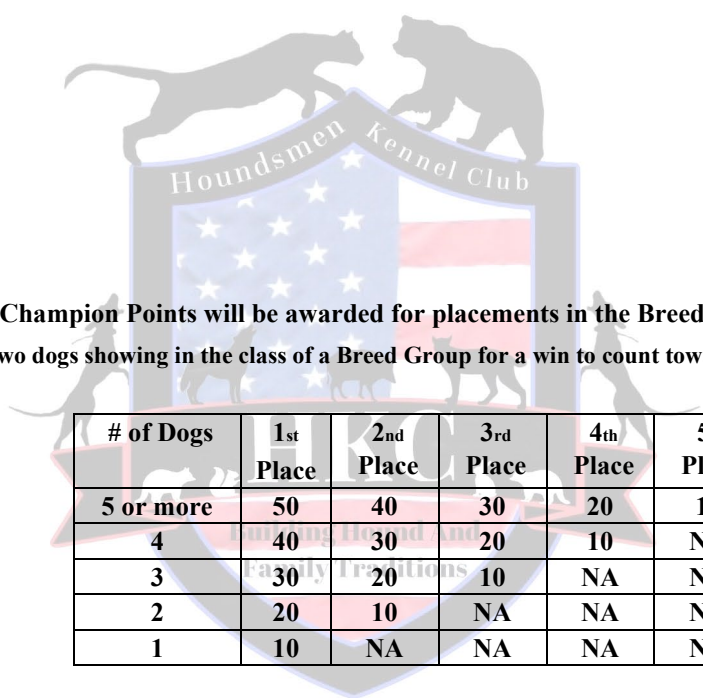 Houndsmen Kennel Club
Champion Points will be awarded for placements in the Breed
wo dogs showing in the class of a Breed Group for a win to count tow
HKC
# of Dogs 1st Place 2nd Place 3rd Place 4th Place 5 Pl
5 or more 50 40 30 20 1
Building Hound And
4 40 30 20 10 N
Family Traditions
3 30 20 10 NA N
2 20 10 NA NA N
1 10 NA NA NA N